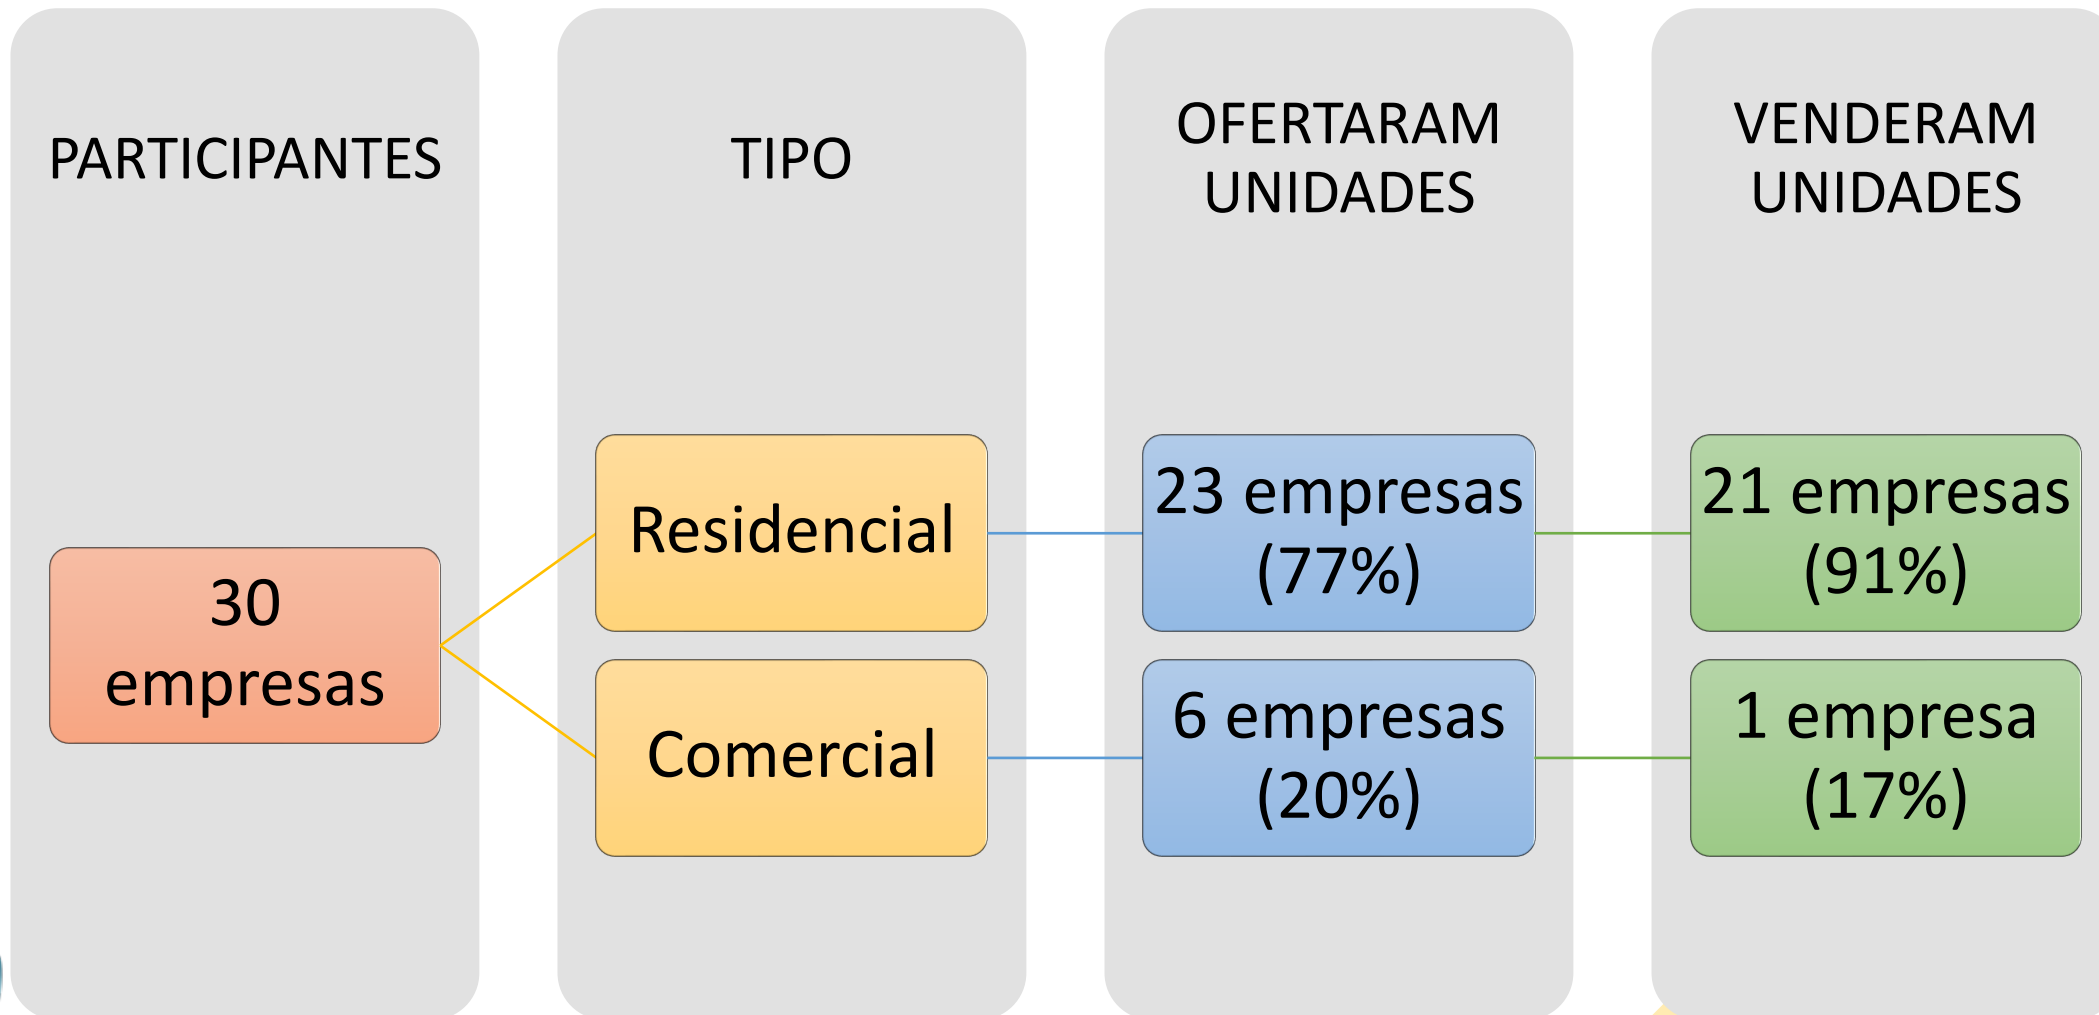 PARTICIPANTES
30
empresas
TIPO
Residencial
Comercial
OFERTARAM
UNIDADES
23 empresas
(77%)
6 empresas
(20%)
VENDERAM
UNIDADES
21 empresas
(91%)
1 empresa
(17%)